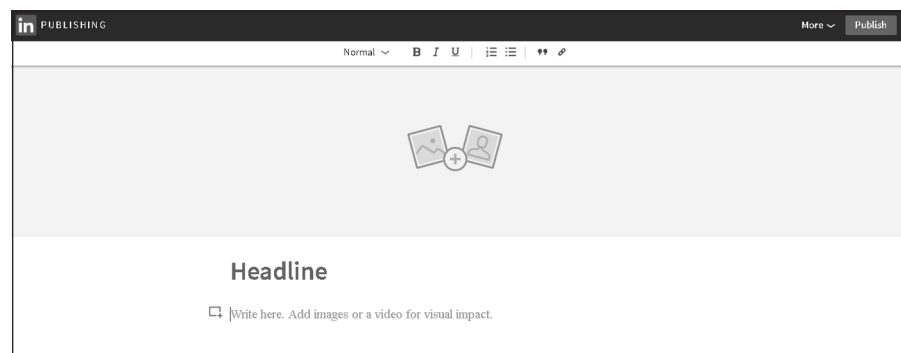 in PUBLISHING More Publish
Normal B I U
Headline
Write here. Add images or a video for visual impact.